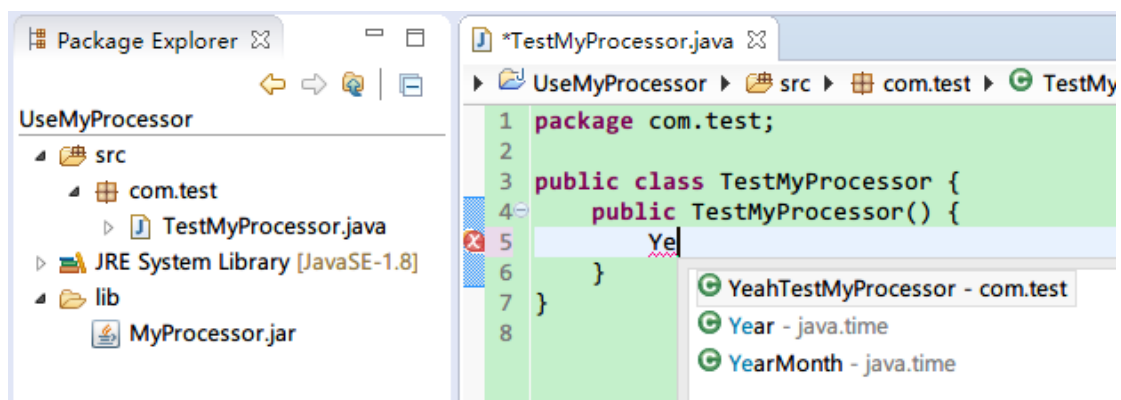 Package Explorer
UseMyProcessor
src
com.test
TestMyProcessor.java
JRE System Library [JavaSE-1.8]
lib
MyProcessor.jar
*TestMyProcessor.java
UseMyProcessor src com.test TestMy
1 package com.test;
2
3 public class TestMyProcessor {
4 public TestMyProcessor() {
5 Ye
6 }
7 }
8
YeahTestMyProcessor - com.test
Year - java.time
YearMonth - java.time